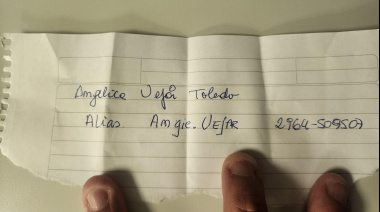 Angelica Vejar Toledo
Alias Angie.VEJAR 2964-509507